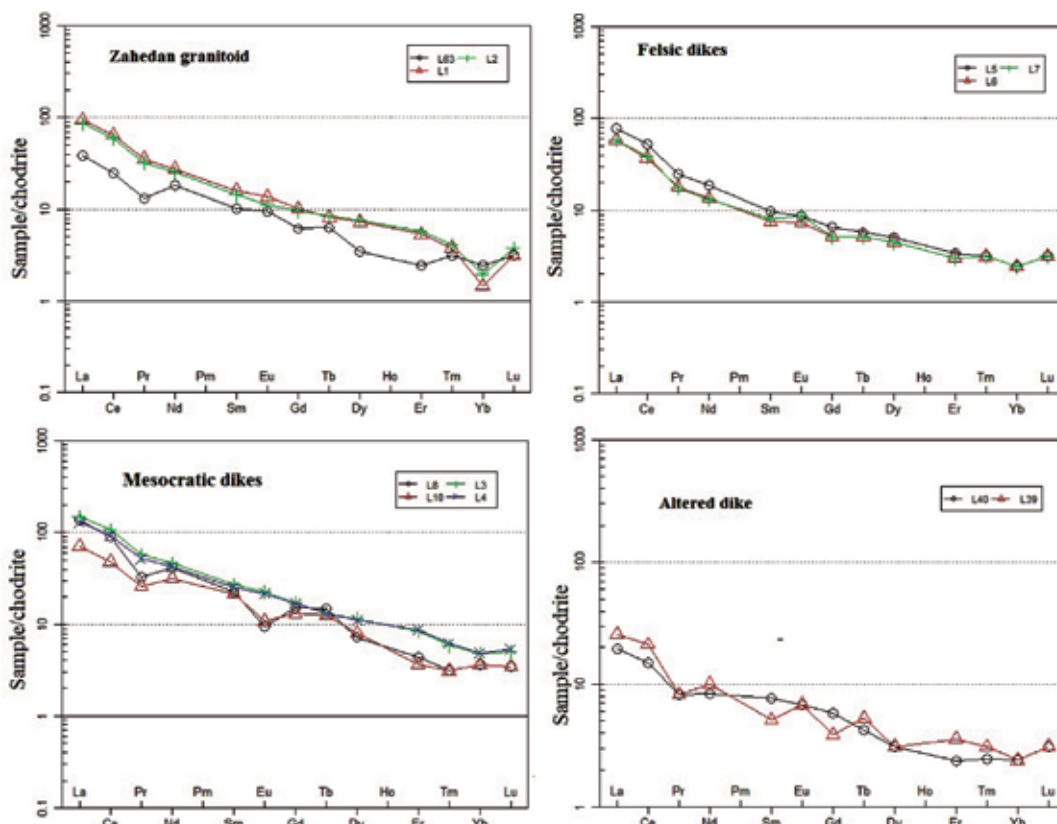 Zahedan granitoid
L63 L2
L1
Sample/chodrite
1000
100
10
1
0.1
La Pr Pm Eu Tb Ho Tm Lu
Ce Nd Sm Gd Dy Er Yb
Felsic dikes
L5 L7
L6
Sample/chodrite
1000
100
10
1
0.1
La Pr Pm Eu Tb Ho Tm Lu
Ce Nd Sm Gd Dy Er Yb
Mesocratic dikes
L8 L3
L10 L4
Sample/chodrite
1000
100
10
1
0.1
La Pr Pm Eu Tb Ho Tm Lu
Ce Nd Sm Gd Dy Er Yb
Altered dike
L40 L39
Sample/chodrite
1000
100
10
1
La Pr Pm Eu Tb Ho Tm Lu
Ce Nd Sm Gd Dy Er Yb